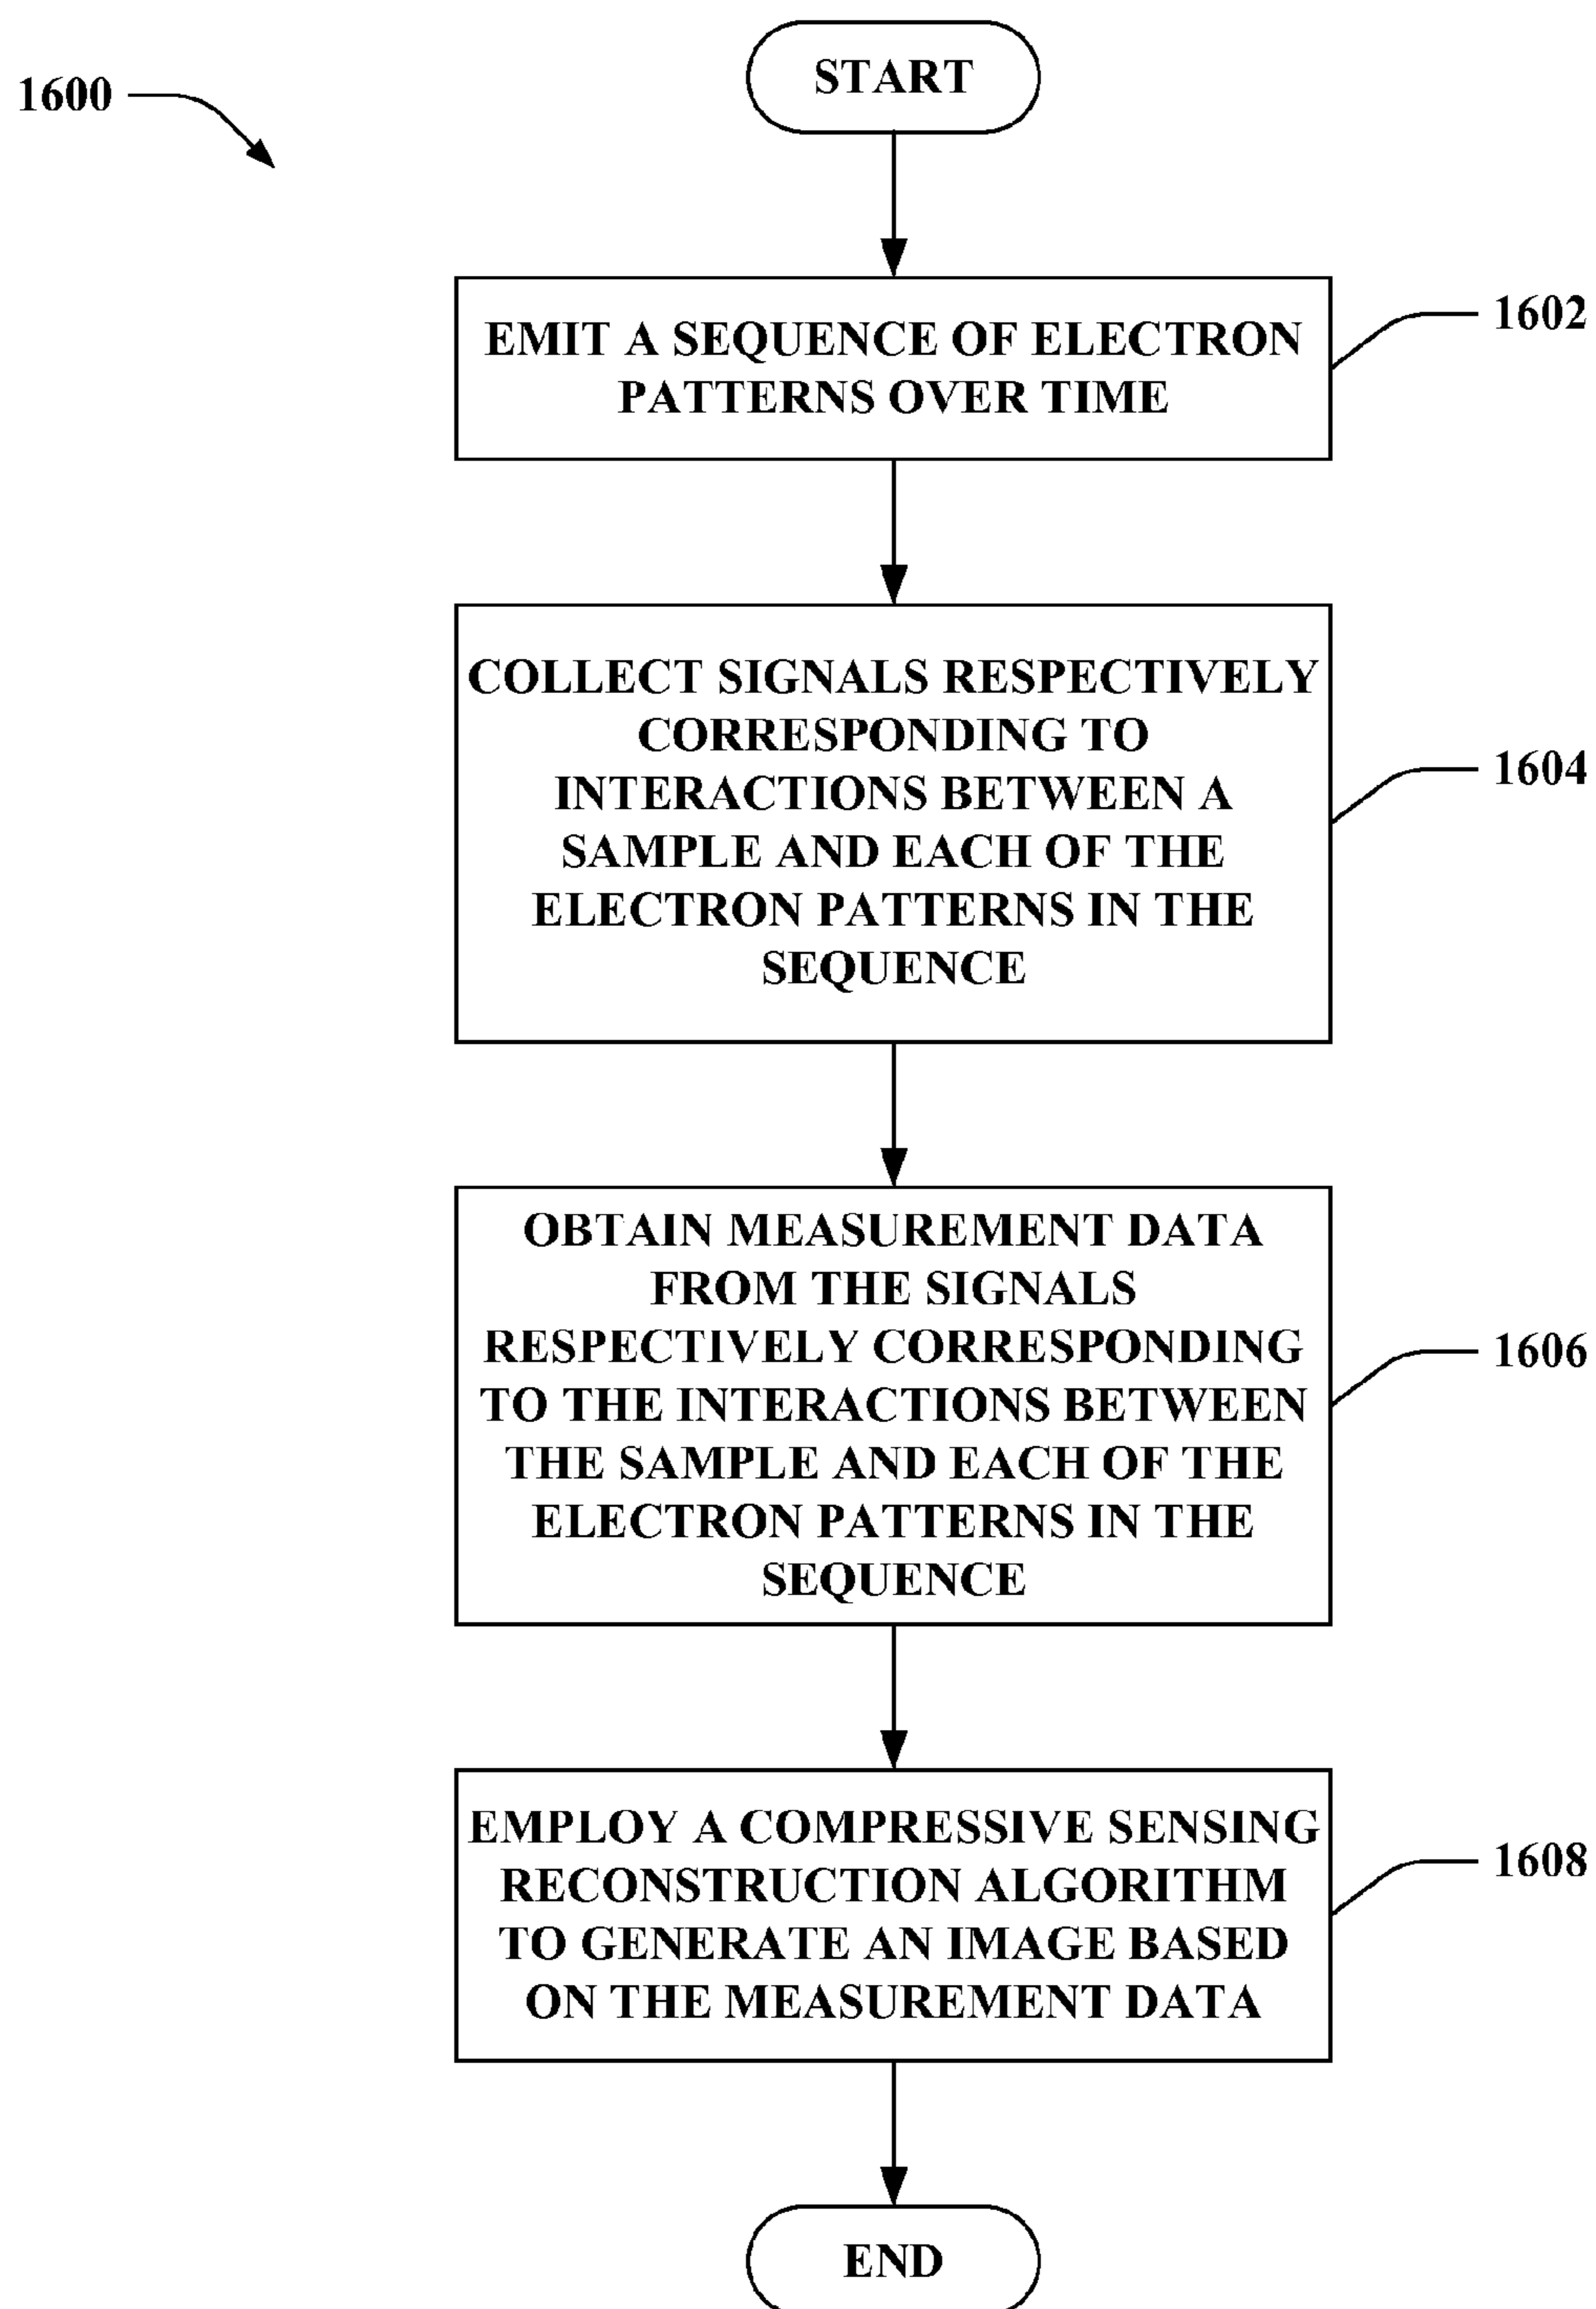 1600
START
EMIT A SEQUENCE OF ELECTRON
PATTERNS OVER TIME
1602
COLLECT SIGNALS RESPECTIVELY
CORRESPONDING TO
INTERACTIONS BETWEEN A
SAMPLE AND EACH OF THE
ELECTRON PATTERNS IN THE
SEQUENCE
1604
OBTAIN MEASUREMENT DATA
FROM THE SIGNALS
RESPECTIVELY CORRESPONDING
TO THE INTERACTIONS BETWEEN
THE SAMPLE AND EACH OF THE
ELECTRON PATTERNS IN THE
SEQUENCE
1606
EMPLOY A COMPRESSIVE SENSING
RECONSTRUCTION ALGORITHM
TO GENERATE AN IMAGE BASED
ON THE MEASUREMENT DATA
1608
END